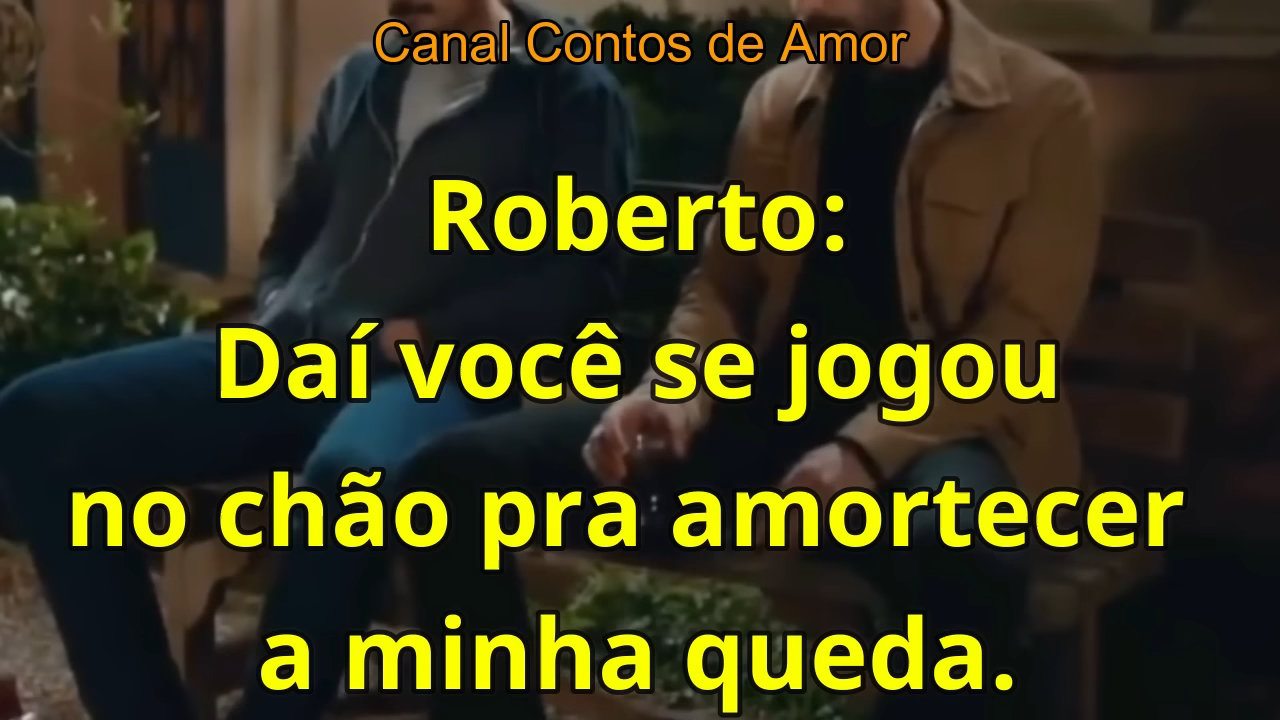 Canal Contos de Amor
Roberto:
Daí você se jogou
no chão pra amortecer
a minha queda.